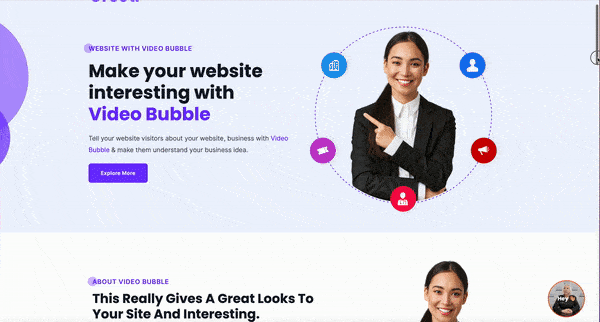 WEBSITE WITH VIDEO BUBBLE
Make your website
interesting with
Video Bubble
Tell your website visitors about your website, business with Video
Bubble & make them understand your business idea.
Explore More
ABOUT VIDEO BUBBLE
This Really Gives A Great Looks To
Your Site And Interesting.
Hey